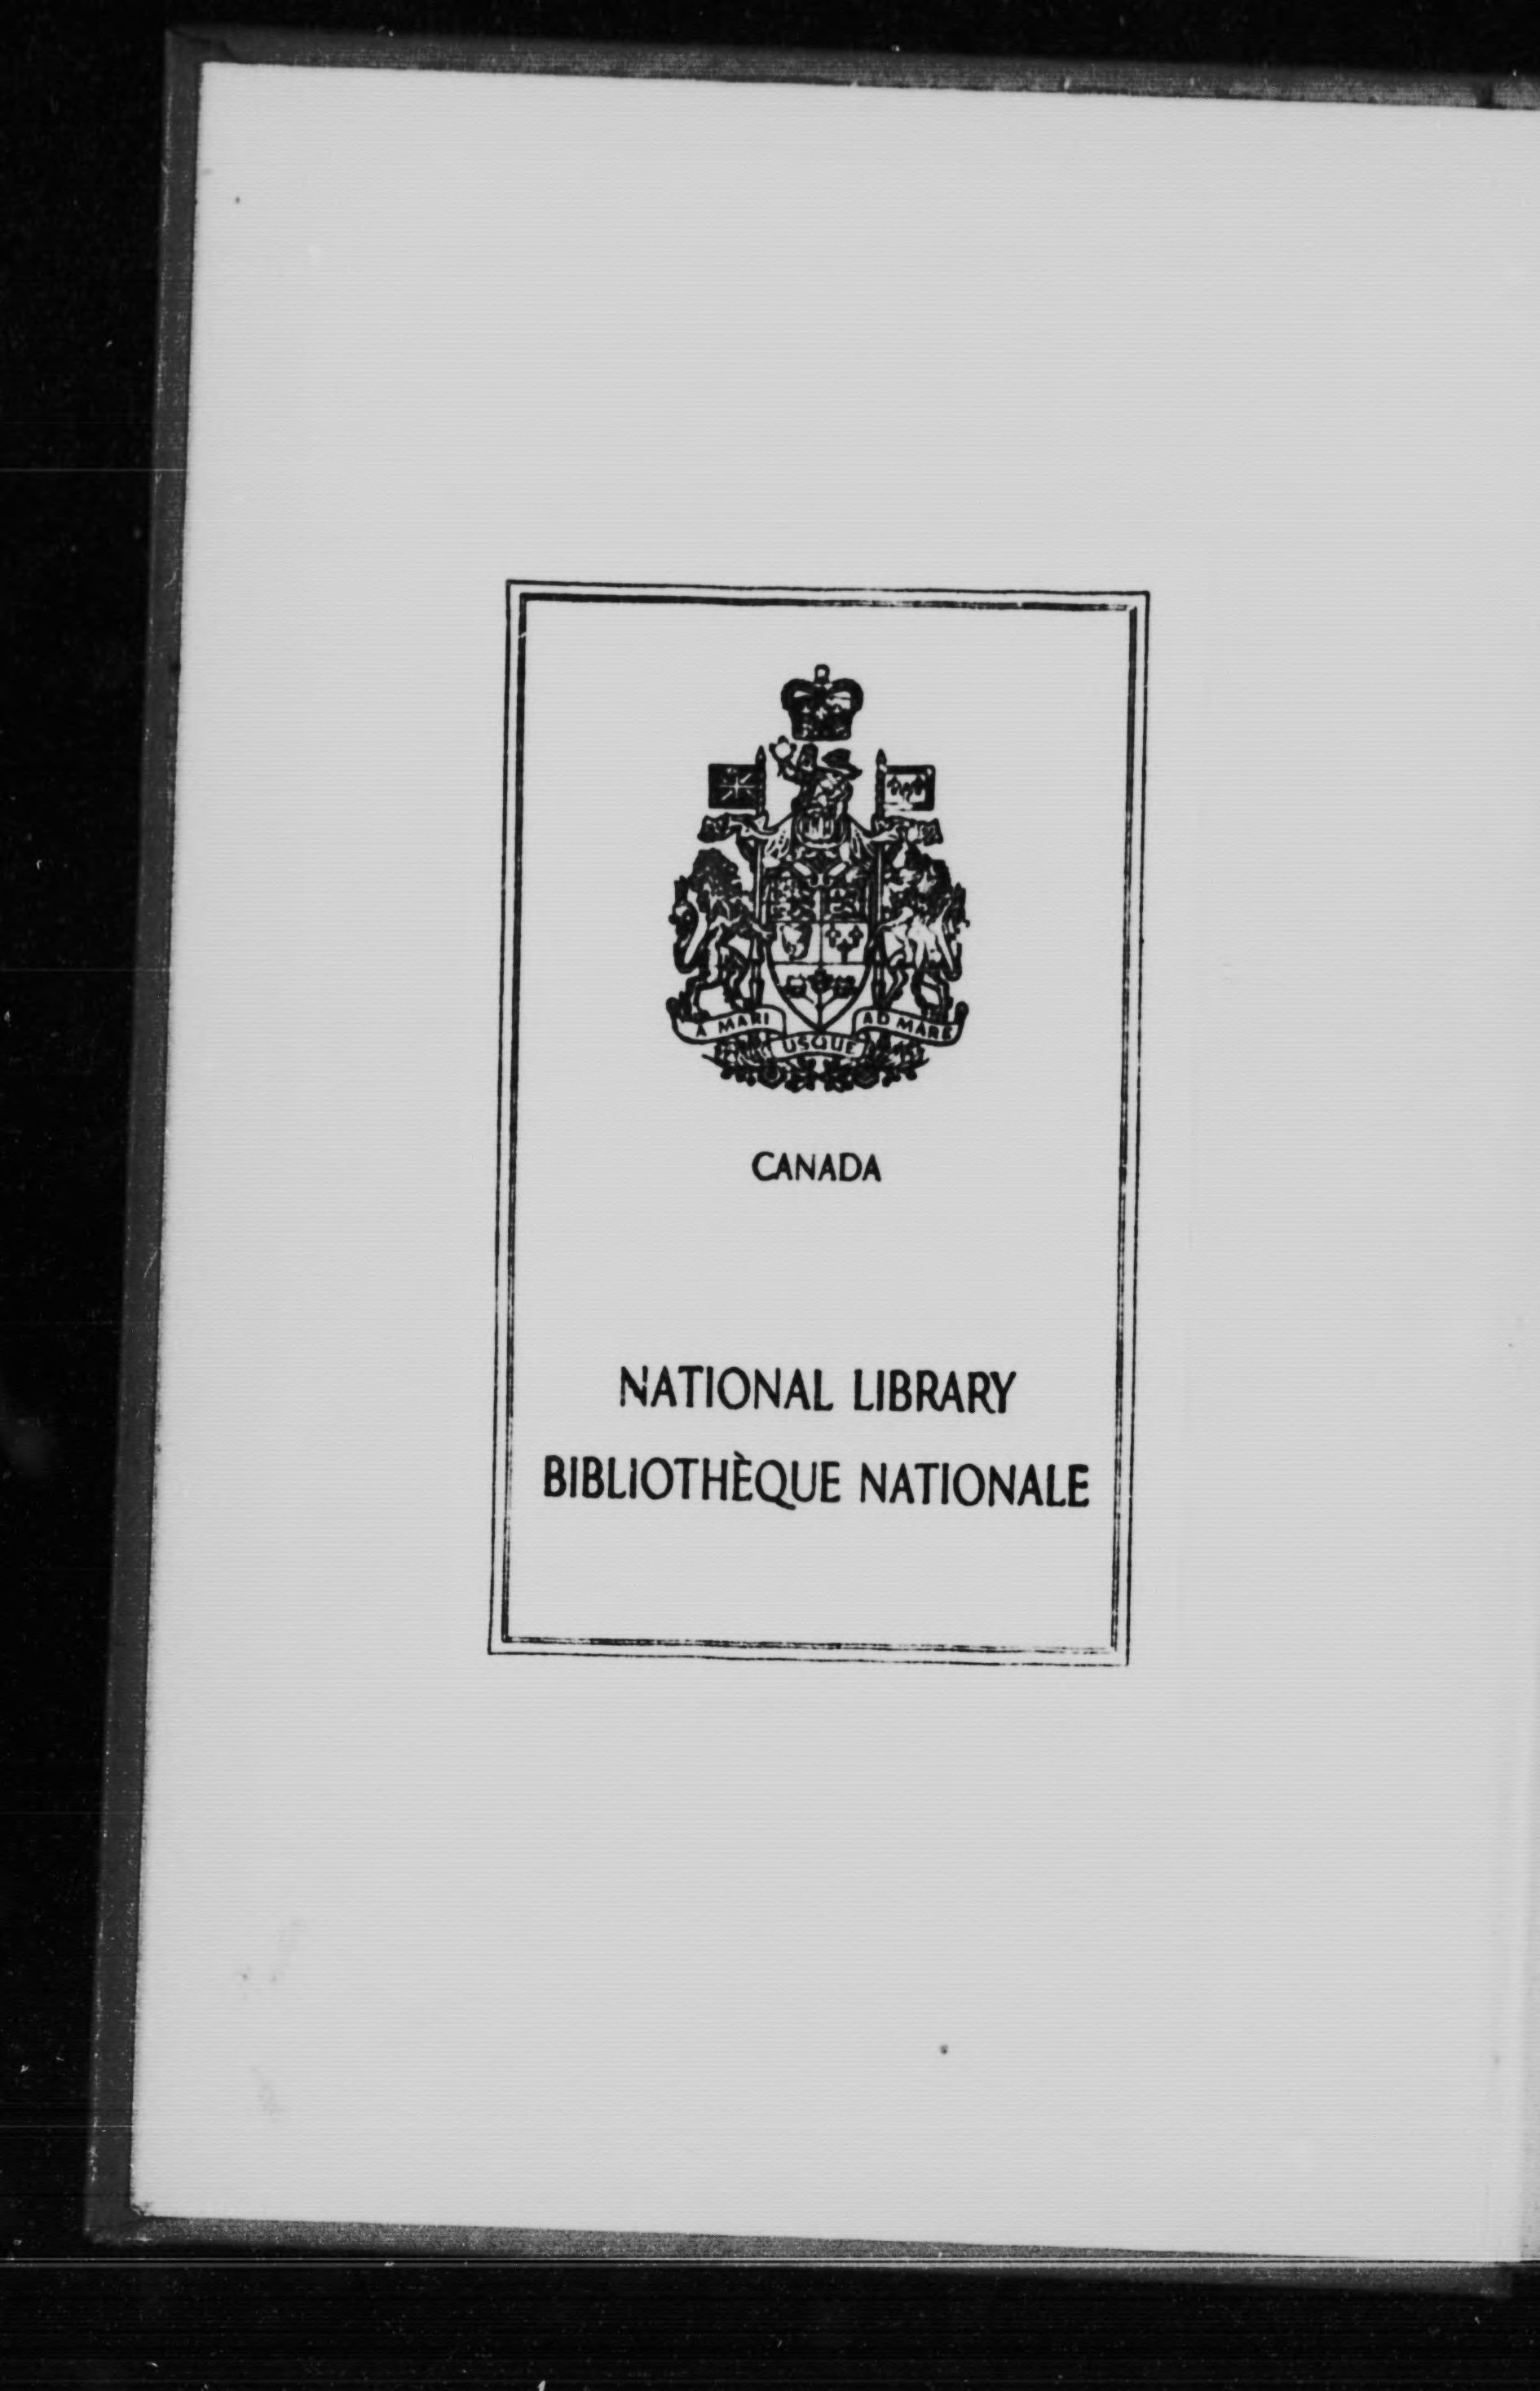 A MARI USQUE AD MARE
CANADA
NATIONAL LIBRARY
BIBLIOTHÈQUE NATIONALE